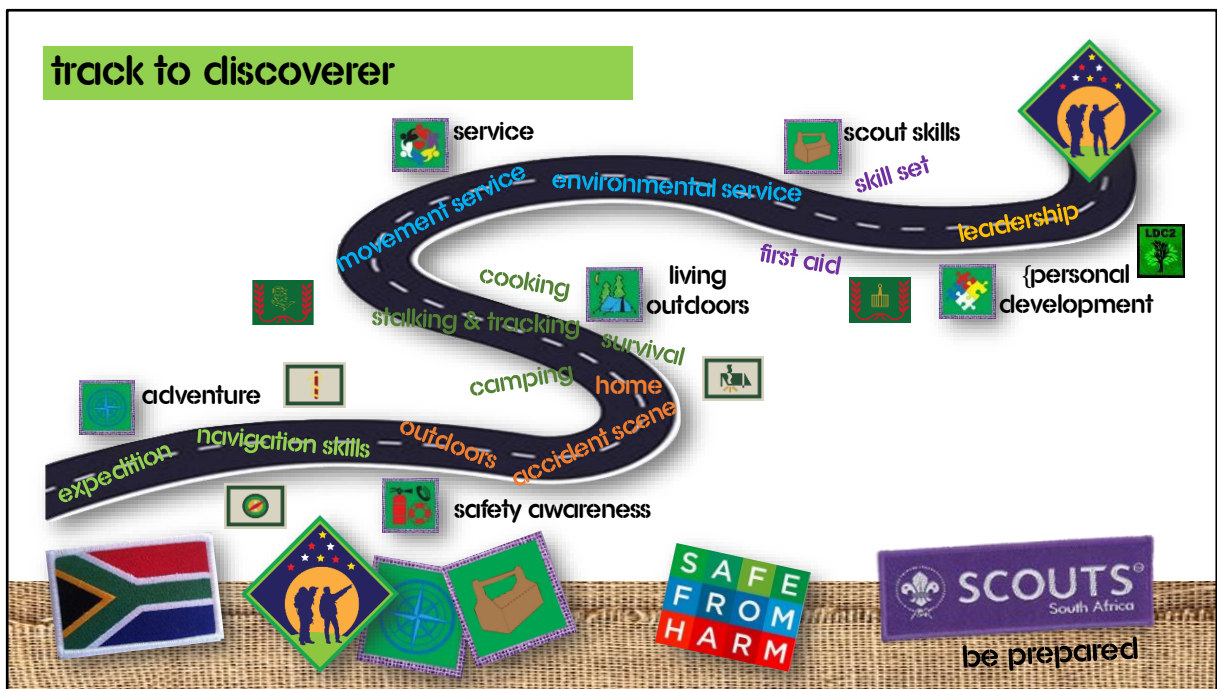 track to discoverer
service
scout skills
skill set
movement service
environmental service
leadership
LDC2
first aid
{personal
development
cooking
living
outdoors
stalking & tracking
survival
camping
home
adventure
expedition
navigation skills
outdoors
accident scene
safety awareness
SAFE
FROM
HARM
SCOUTS
South Africa
be prepared